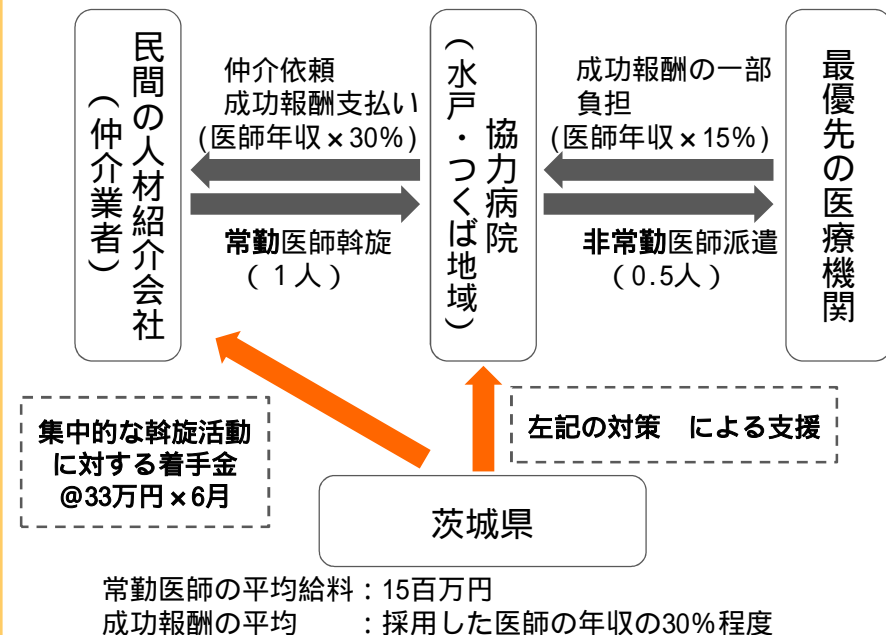 民間の人材紹介会社
(仲介業者)
仲介依頼
成功報酬支払い
(医師年収×30%)
常勤医師斡旋
(1人)
協力病院
(水戸・つくば地域)
成功報酬の一部
負担
(医師年収×15%)
非常勤医師派遣
(0.5人)
最優先の医療機関
集中的な斡旋活動
に対する着手金
@33万円×6月
左記の対策 による支援
茨城県
常勤医師の平均給料:15百万円
成功報酬の平均 :採用した医師の年収の30%程度